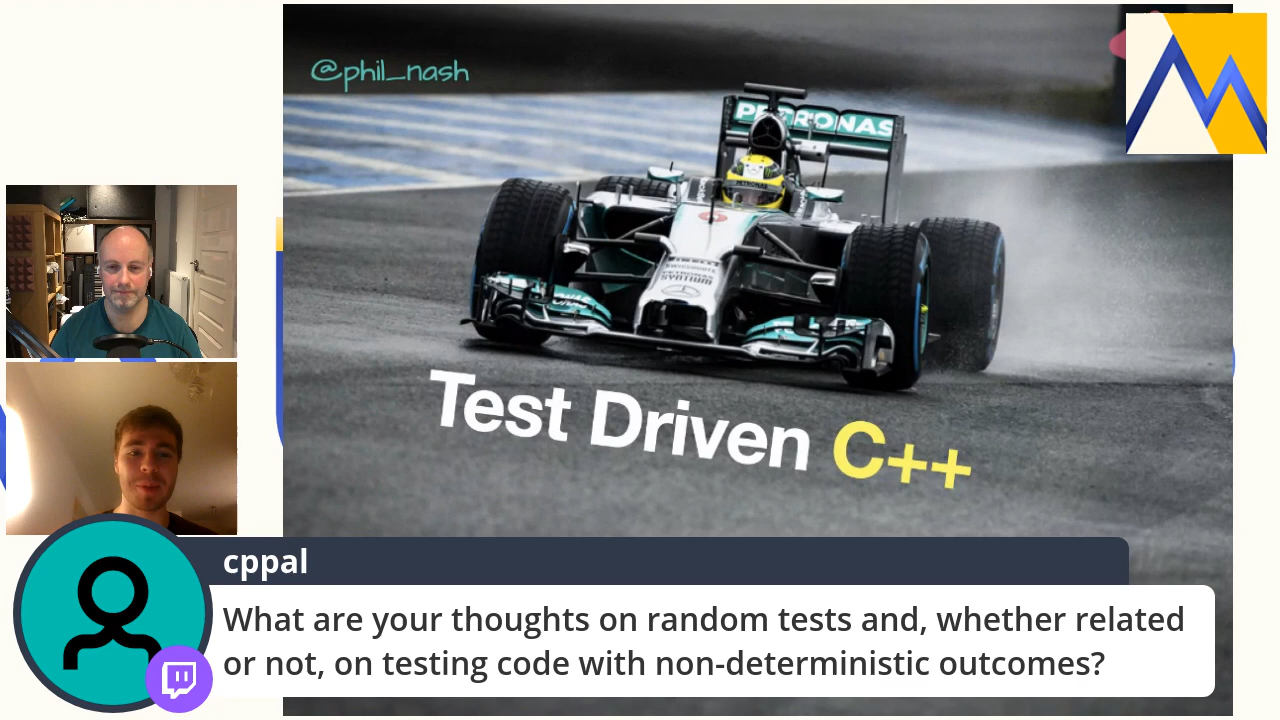 @phil_nash
PETRONAS
PETRONAS
Test Driven C++
cppal
What are your thoughts on random tests and, whether related
or not, on testing code with non-deterministic outcomes?